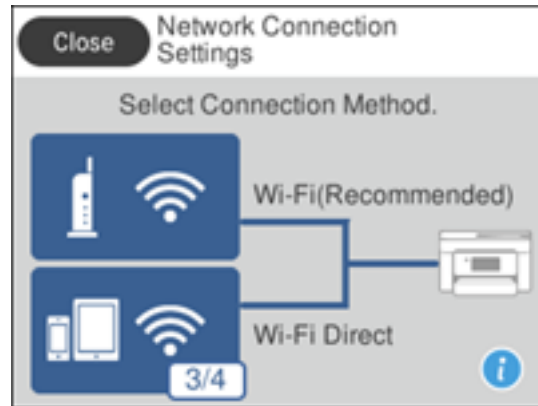 Close
Network Connection
Settings
Select Connection Method.
Wi-Fi(Recommended)
Wi-Fi Direct
3/4
i